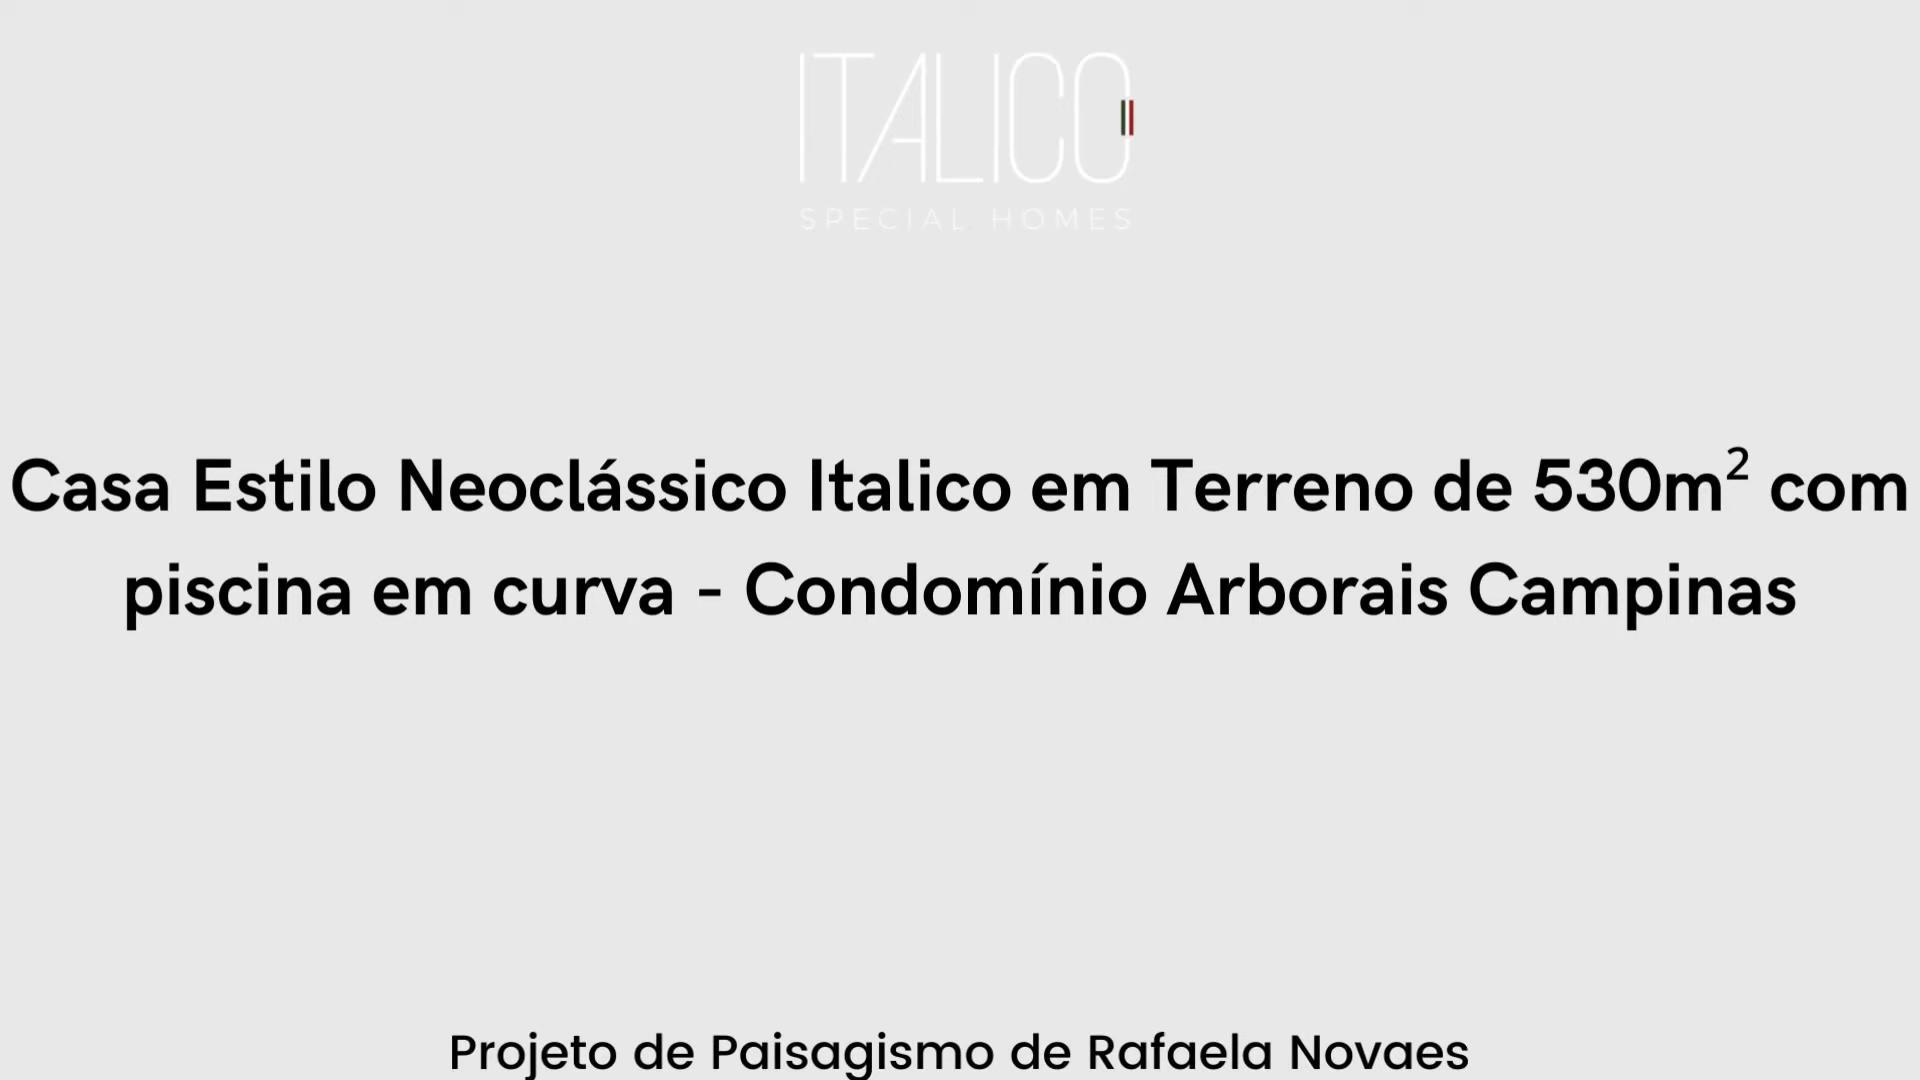 ITALICO
SPECIAL HOMES
Casa Estilo Neoclássico Italico em Terreno de 530m² com
piscina em curva - Condomínio Arborais Campinas
Projeto de Paisagismo de Rafaela Novaes